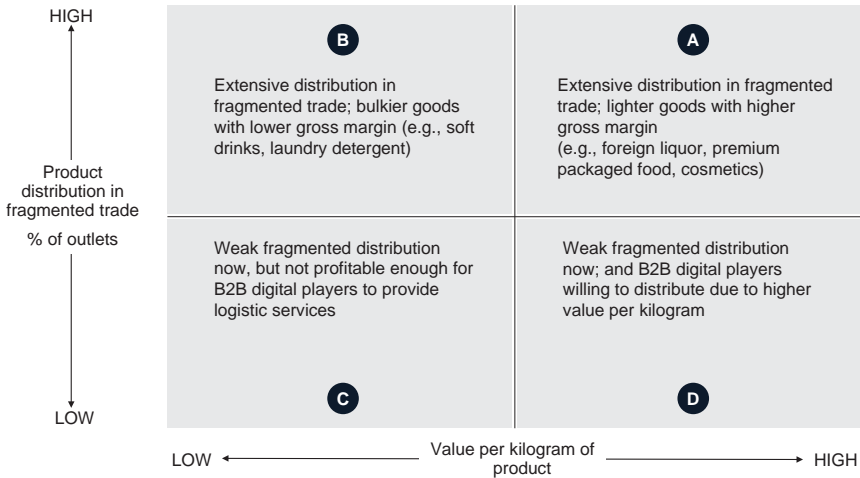 HIGH
B
A
Extensive distribution in
fragmented trade; bulkier goods
with lower gross margin (e.g., soft
drinks, laundry detergent)
Extensive distribution in fragmented
trade; lighter goods with higher
gross margin
(e.g., foreign liquor, premium
packaged food, cosmetics)
Product
distribution in
fragmented trade
% of outlets
Weak fragmented distribution
now, but not profitable enough for
B2B digital players to provide
logistic services
Weak fragmented distribution
now; and B2B digital players
willing to distribute due to higher
value per kilogram
C
D
LOW
LOW
Value per kilogram of
product
HIGH